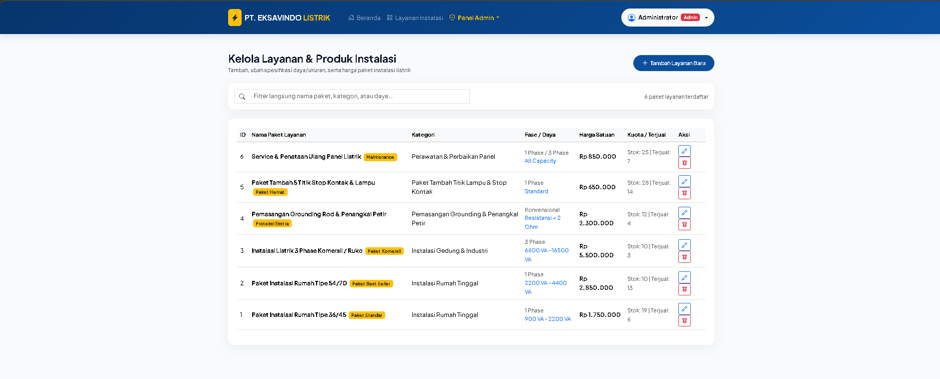 PT. EKSAVINDO LISTRIK
Beranda
Layanan Instalasi
Panel Admin
Administrator Admin
Kelola Layanan & Produk Instalasi
Tambah, ubah spesifikasi daya/ukuran, serta harga paket instalasi listrik
+ Tambah Layanan Baru
Filter langsung nama paket, kategori, atau daya...
6 paket layanan terdaftar
ID Nama Paket Layanan Kategori Fase / Daya Harga Satuan Kuota / Terjual Aksi
6 Service & Penataan Ulang Panel Listrik Maintenance Perawatan & Perbaikan Panel 1 Phase / 3 Phase Rp 850.000 Stok: 25 | Terjual:
All Capacity 7
5 Paket Tambah 5 Titik Stop Kontak & Lampu Paket Tambah Titik Lampu & Stop 1 Phase Rp 650.000 Stok: 28 | Terjual:
Paket Hemat Kontak Standard 14
4 Pemasangan Grounding Rod & Penangkal Petir Pemasangan Grounding & Penangkal Konvensional Rp Stok: 12 | Terjual:
Proteksi Ekstra Petir Resistansi < 2 2.300.000 4
Ohm
3 Instalasi Listrik 3 Phase Komersil / Ruko Paket Komersil Instalasi Gedung & Industri 3 Phase Rp Stok: 10 | Terjual:
6600 VA - 16500 5.500.000 3
VA
2 Paket Instalasi Rumah Tipe 54/70 Paket Best Seller Instalasi Rumah Tinggal 1 Phase Rp Stok: 10 | Terjual:
2200 VA - 4400 2.850.000 13
VA
1 Paket Instalasi Rumah Tipe 36/45 Paket Standar Instalasi Rumah Tinggal 1 Phase Rp 1.750.000 Stok: 19 | Terjual:
900 VA - 2200 VA 6